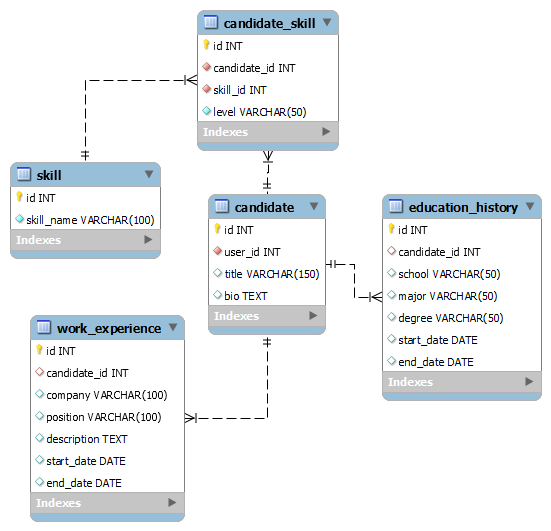 candidate_skill
id INT
candidate_id INT
skill_id INT
level VARCHAR(50)
Indexes
skill
id INT
skill_name VARCHAR(100)
Indexes
candidate
id INT
user_id INT
title VARCHAR(150)
bio TEXT
Indexes
education_history
id INT
candidate_id INT
school VARCHAR(50)
major VARCHAR(50)
degree VARCHAR(50)
start_date DATE
end_date DATE
Indexes
work_experience
id INT
candidate_id INT
company VARCHAR(100)
position VARCHAR(100)
description TEXT
start_date DATE
end_date DATE
Indexes